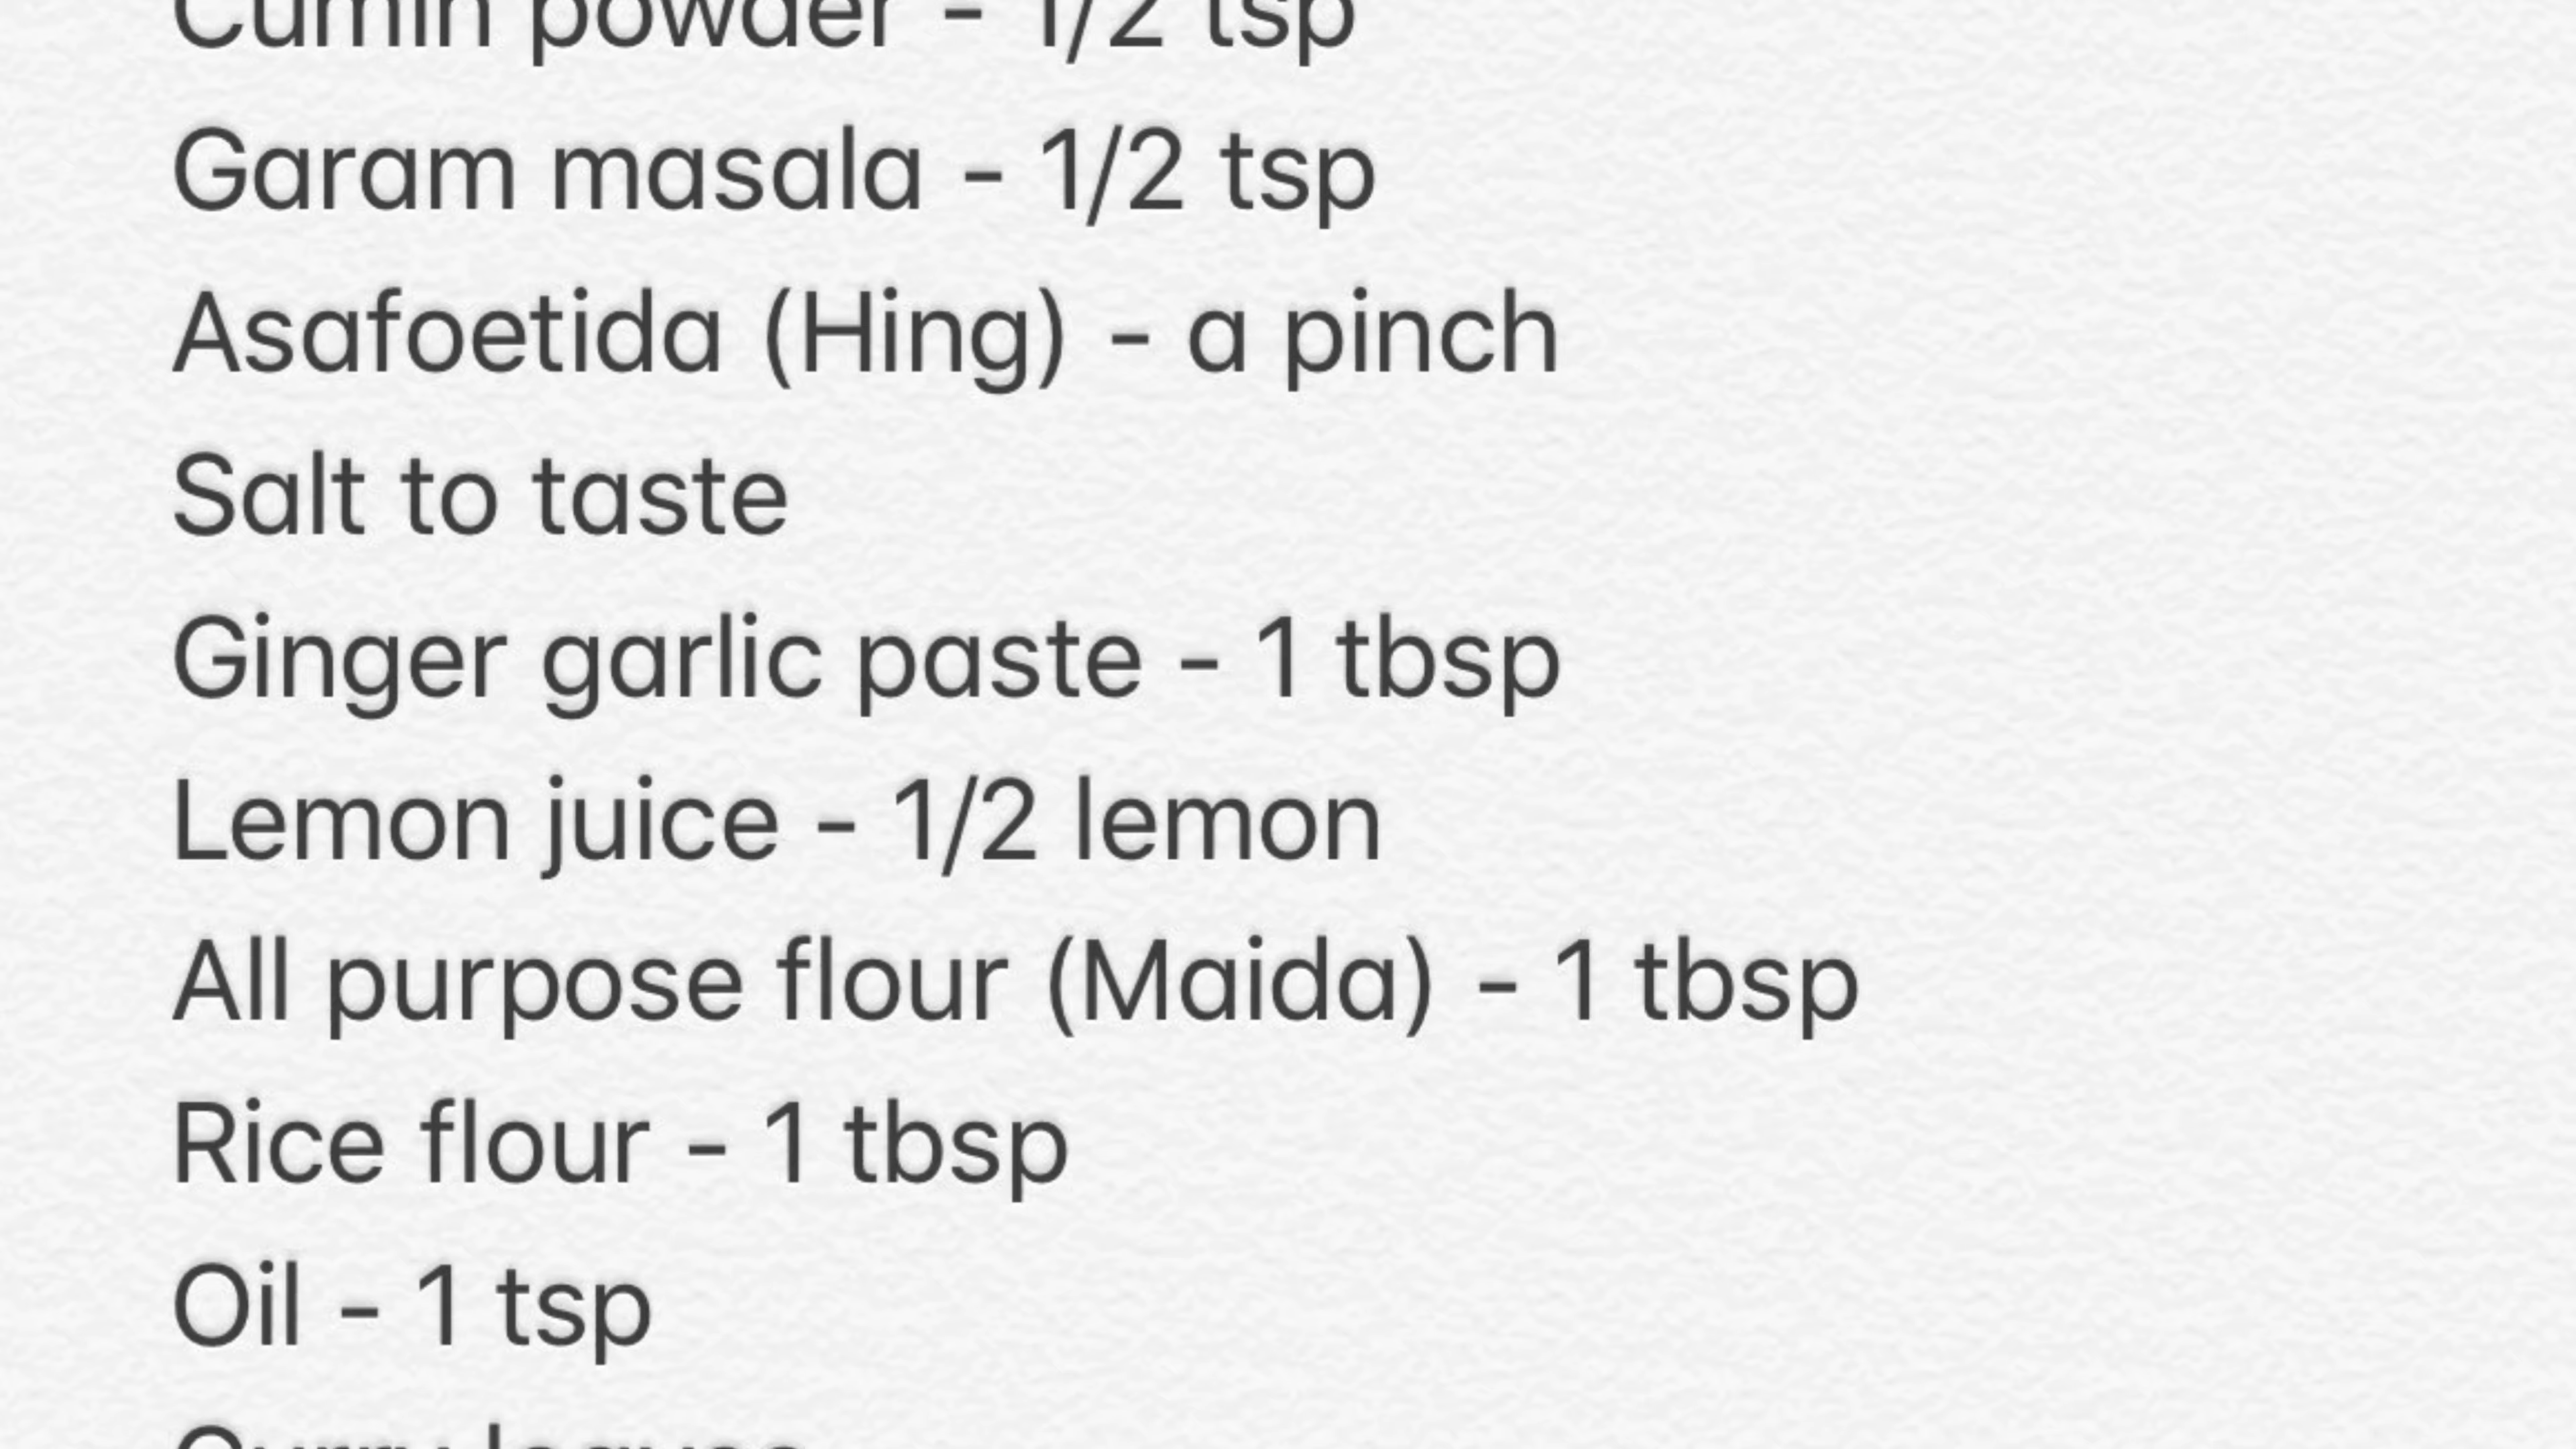 Cumin powder - 1/2 tsp
Garam masala - 1/2 tsp
Asafoetida (Hing) - a pinch
Salt to taste
Ginger garlic paste - 1 tbsp
Lemon juice - 1/2 lemon
All purpose flour (Maida) - 1 tbsp
Rice flour - 1 tbsp
Oil - 1 tsp
Curry leaves